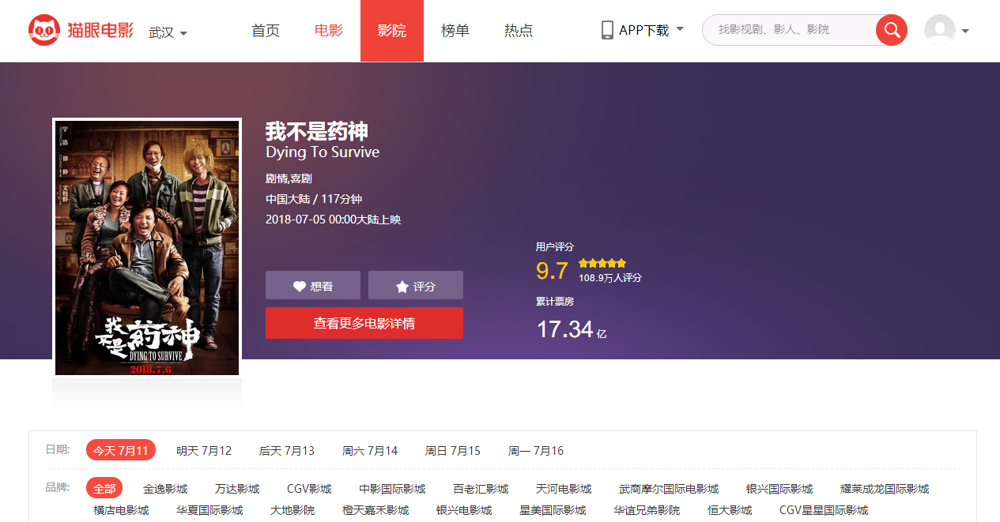 猫眼电影 武汉 首页 电影 影院 榜单 热点 APP下载 找影视剧、影人、影院
宁浩 徐峥 文牧野
我不是药神
DYING TO SURVIVE
2018.7.6
我不是药神
Dying To Survive
剧情,喜剧
中国大陆 / 117分钟
2018-07-05 00:00大陆上映
想看 评分
查看更多电影详情
用户评分
9.7
108.9万人评分
累计票房
17.34 亿
日期: 今天 7月11 明天 7月12 后天 7月13 周六 7月14 周日 7月15 周一 7月16
品牌: 全部 金逸影城 万达影城 CGV影城 中影国际影城 百老汇影城 天河电影城 武商摩尔国际电影城 银兴国际影城 耀莱成龙国际影城
横店电影城 华夏国际影城 大地影院 橙天嘉禾影城 银兴电影城 星美国际影城 华谊兄弟影院 恒大影城 CGV星星国际影城